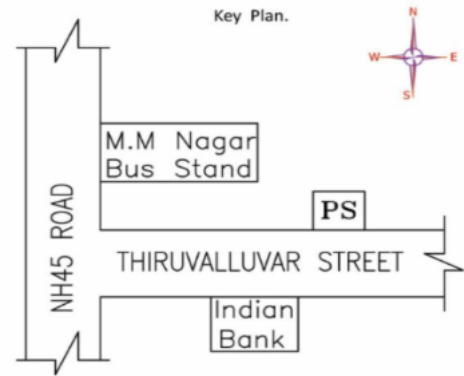 Key Plan.
N
W E
S
M.M Nagar
Bus Stand
PS
NH45 ROAD
THIRUVALLUVAR STREET
Indian
Bank